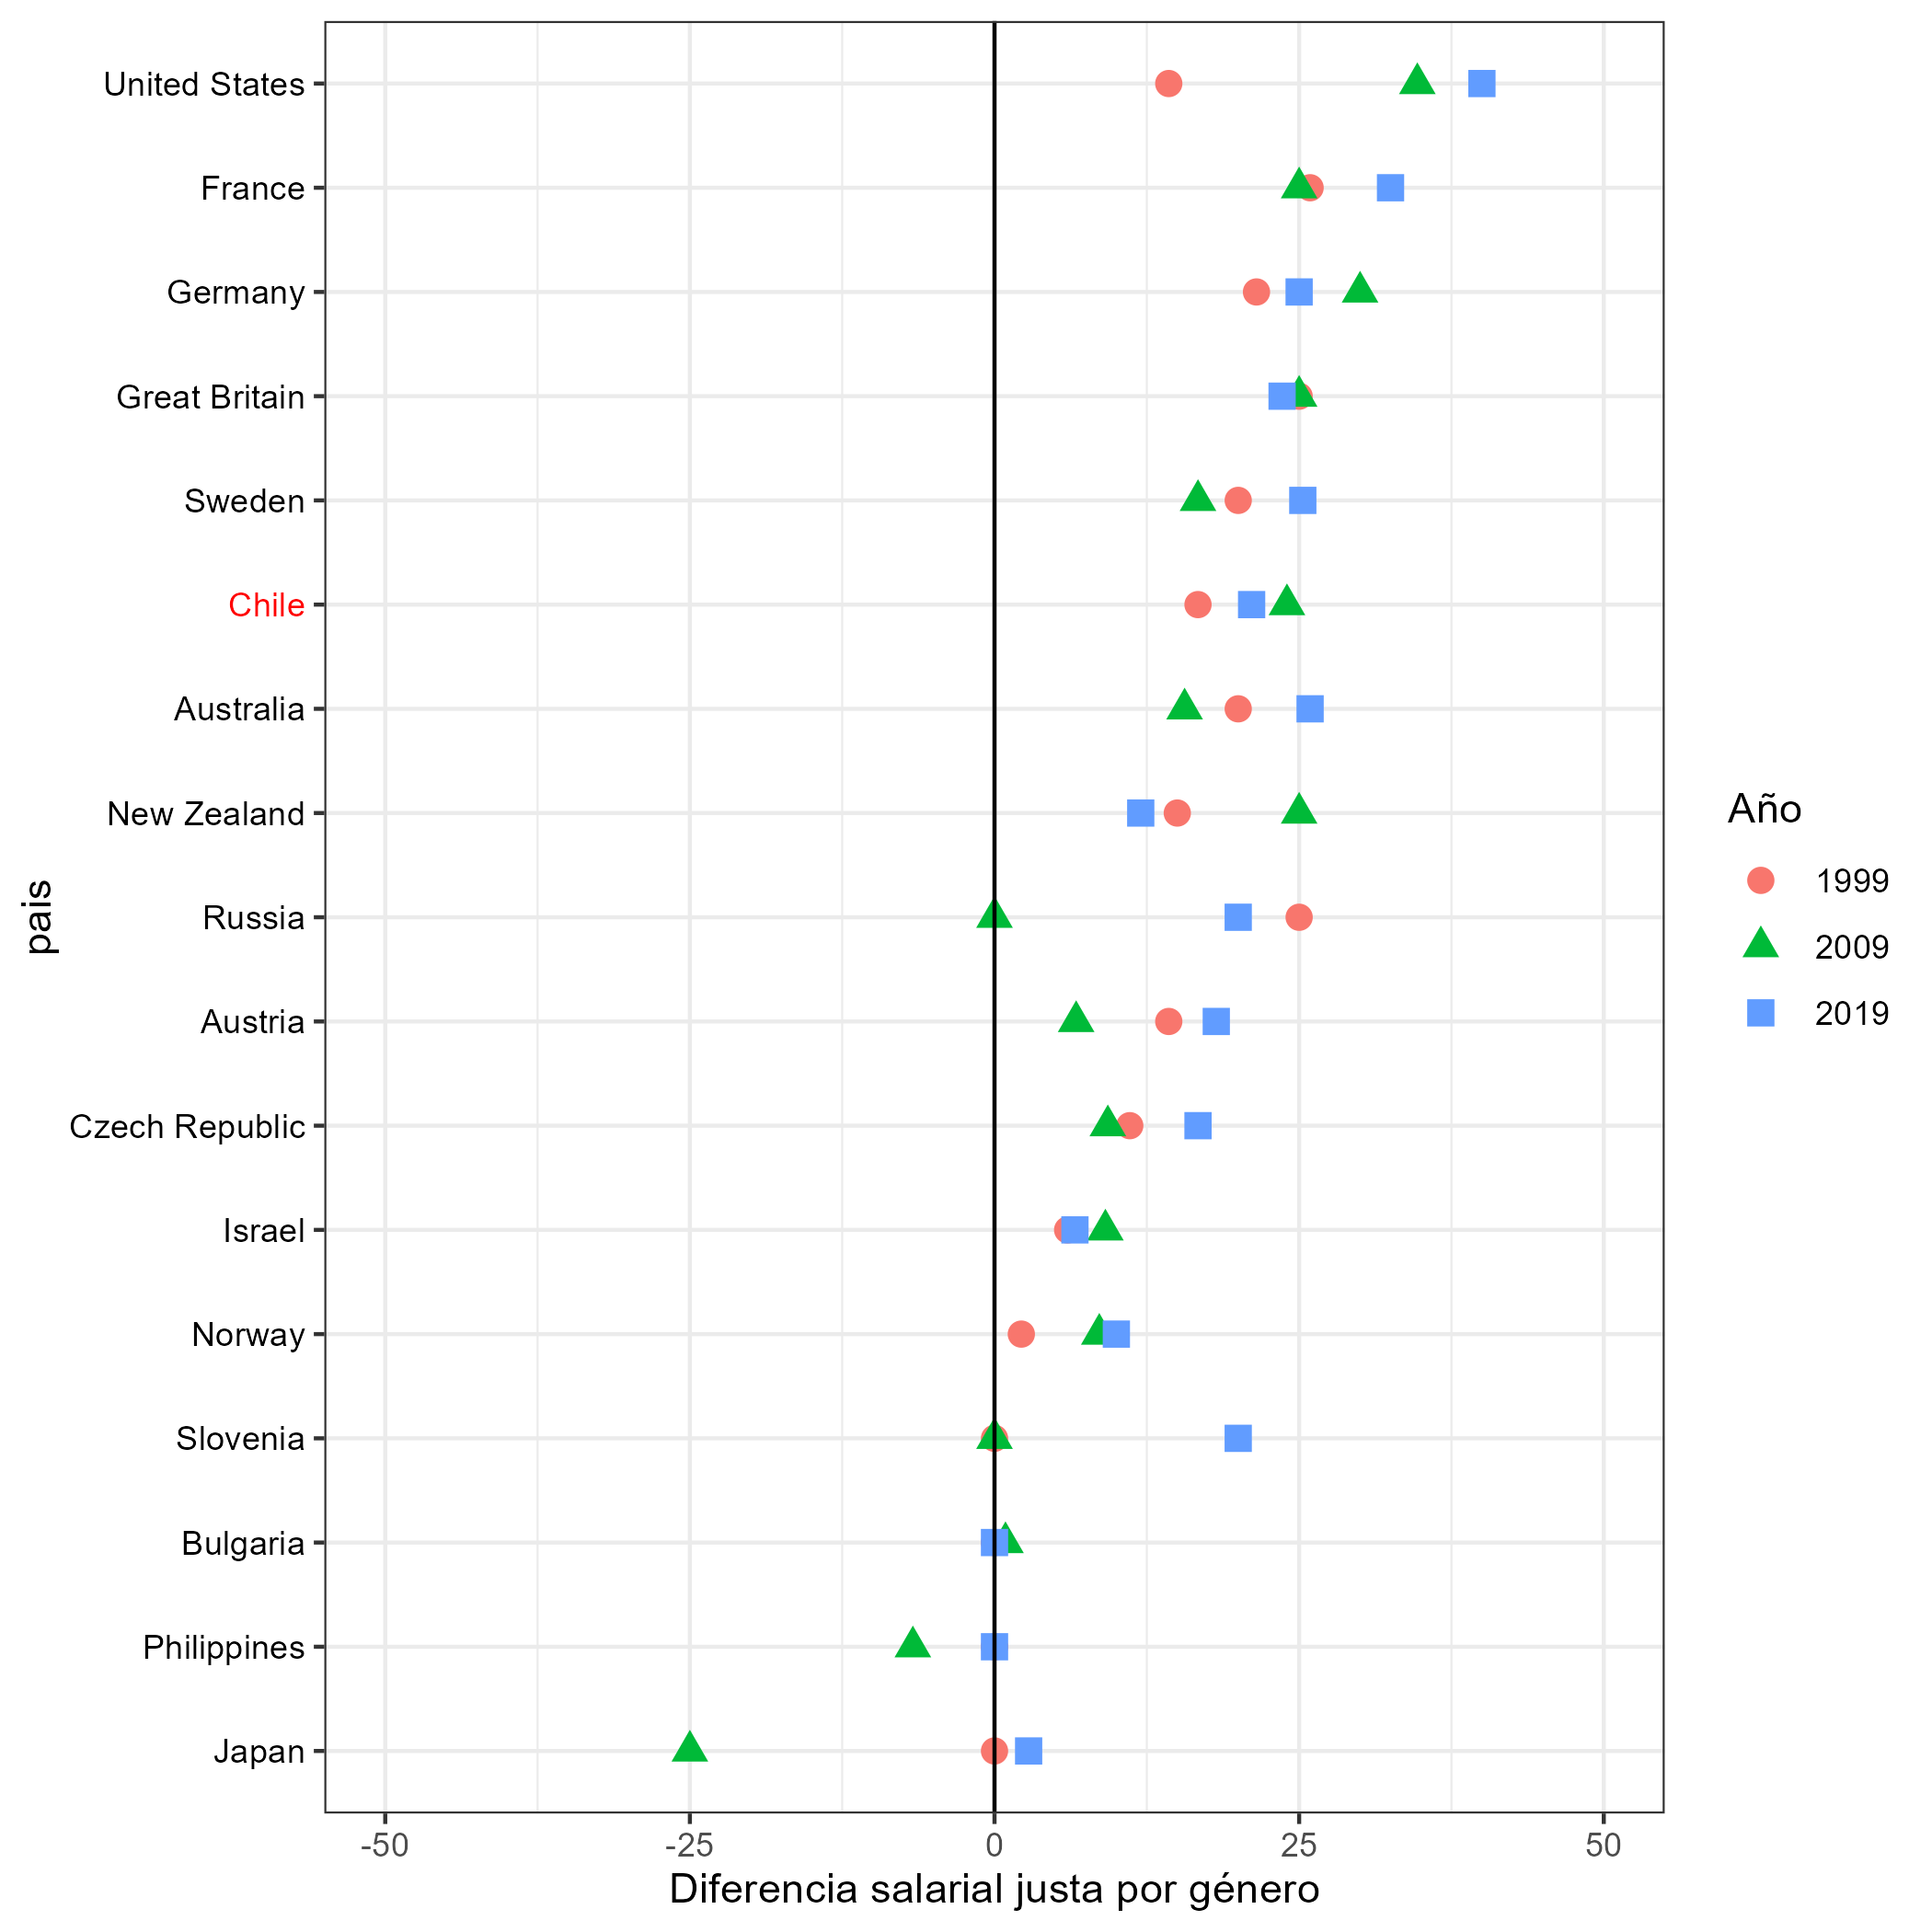 United States
France
Germany
Great Britain
Sweden
Chile
Australia
New Zealand
Russia
Austria
Czech Republic
Israel
Norway
Slovenia
Bulgaria
Philippines
Japan
pais
-50 -25 0 25 50
Diferencia salarial justa por género
Año
1999
2009
2019